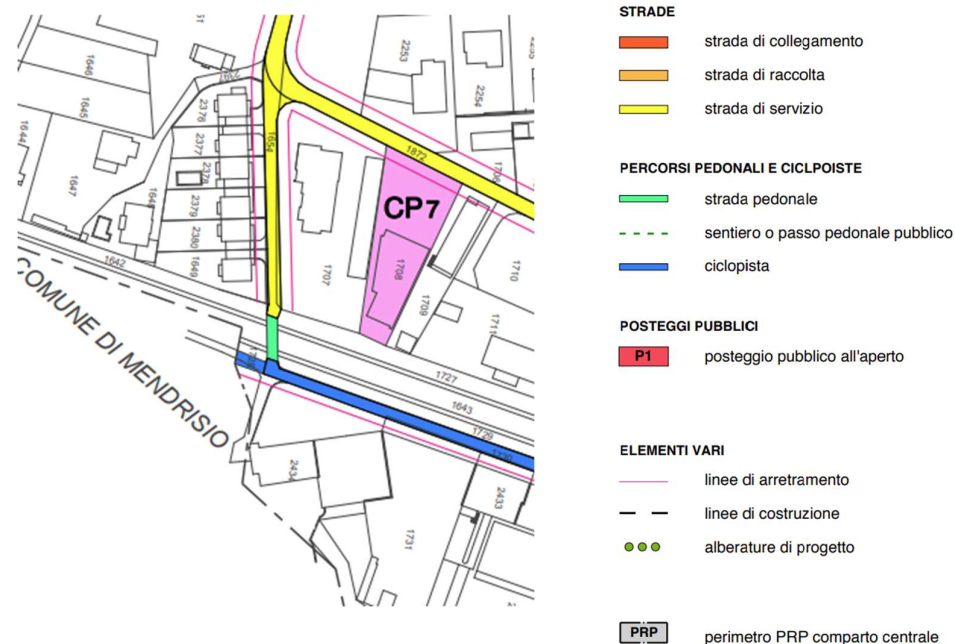 STRADE
strada di collegamento
strada di raccolta
strada di servizio
PERCORSI PEDONALI E CICLPOISTE
strada pedonale
sentiero o passo pedonale pubblico
ciclopista
POSTEGGI PUBBLICI
P1 posteggio pubblico all'aperto
ELEMENTI VARI
linee di arretramento
linee di costruzione
alberature di progetto
PRP perimetro PRP comparto centrale
1646
1645
1644
1647
2376
2377
2378
2379
2380
1649
1642
1654
2253
2254
1872
CP7
1708
1707
1709
1710
1711
1727
1643
1729
1730
2434
2433
1731
COMUNE DI MENDRISIO